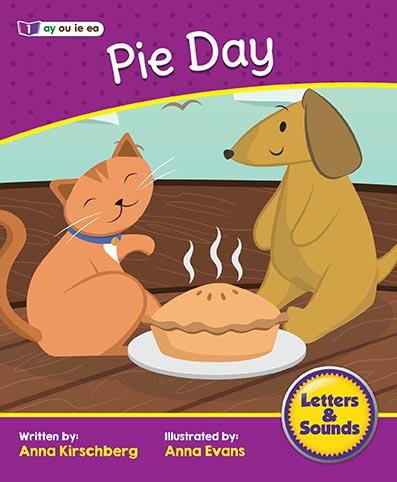 ay ou ie ea
Pie Day
Letters
&
Sounds
Written by:
Anna Kirschberg
Illustrated by:
Anna Evans